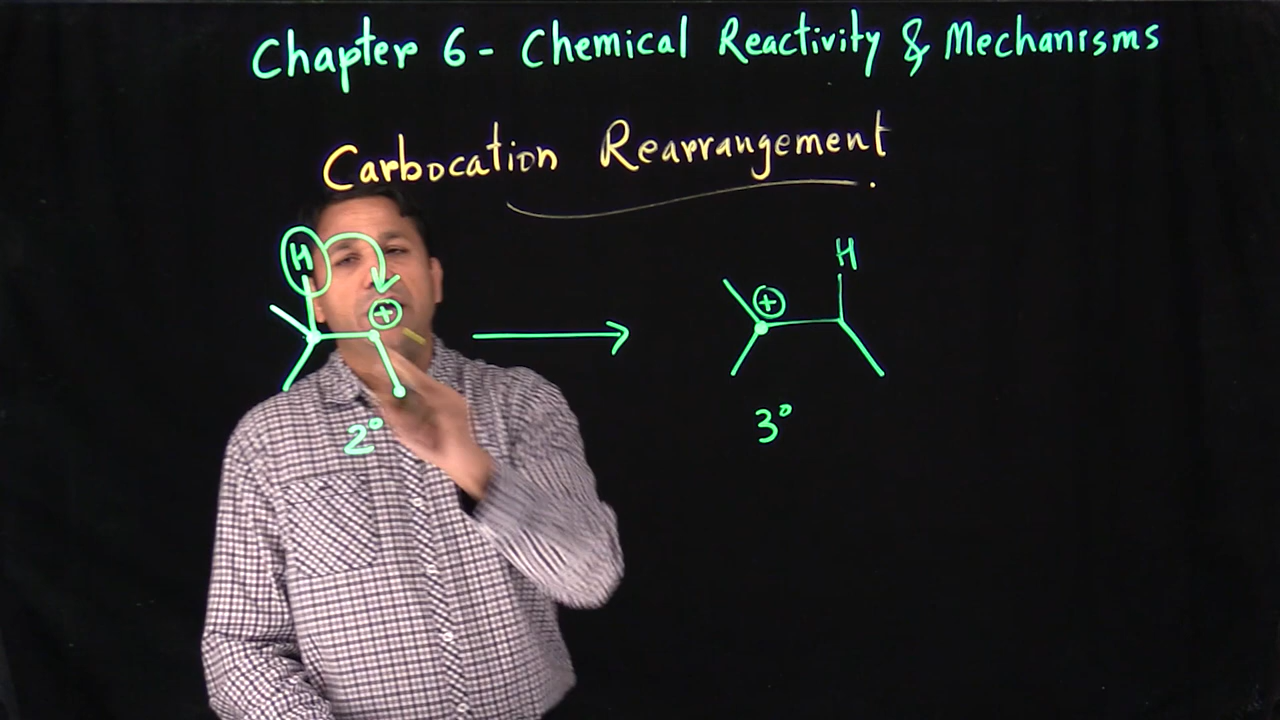 Chapter 6 - Chemical Reactivity & Mechanisms
Carbocation Rearrangement
H
H
+
+
2°
3°